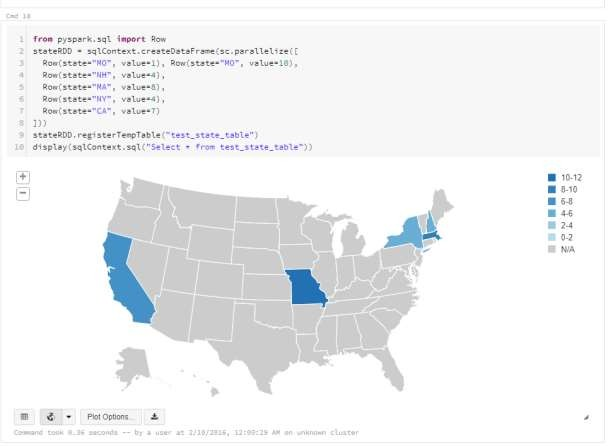 Cmd 18
1 from pyspark.sql import Row
2 stateRDD = sqlContext.createDataFrame(sc.parallelize([
3 Row(state="MO", value=1), Row(state="MO", value=10),
4 Row(state="NH", value=4),
5 Row(state="MA", value=8),
6 Row(state="NY", value=4),
7 Row(state="CA", value=7)
8 ]))
9 stateRDD.registerTempTable("test_state_table")
10 display(sqlContext.sql("Select * from test_state_table"))
+
−
10-12
8-10
6-8
4-6
2-4
0-2
N/A
Plot Options...
Command took 0.36 seconds -- by a user at 2/10/2016, 12:00:29 AM on unknown cluster